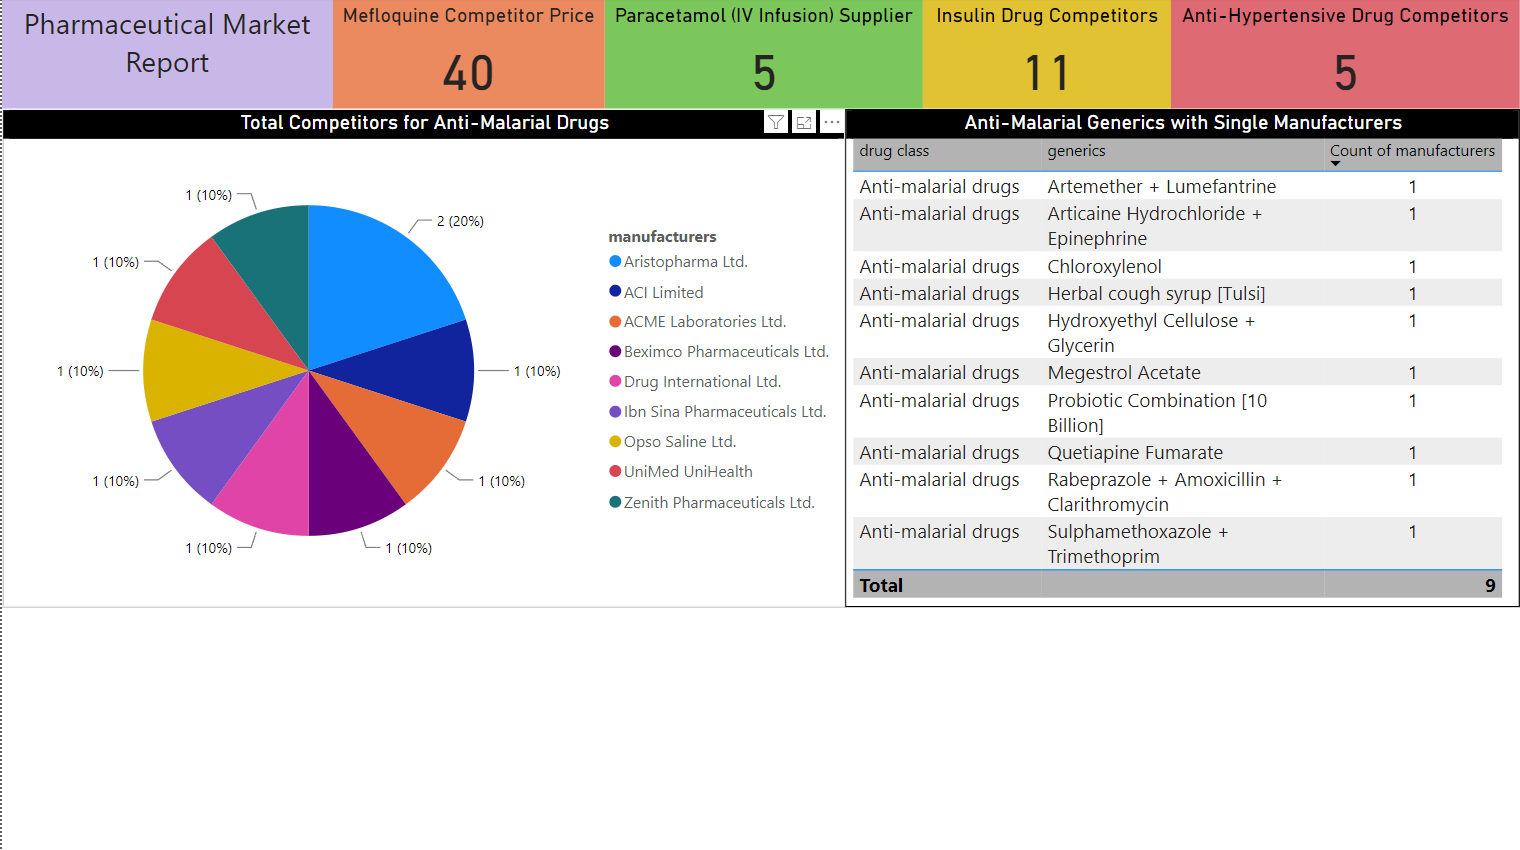 Pharmaceutical Market
Report
Mefloquine Competitor Price
40
Paracetamol (IV Infusion) Supplier
5
Insulin Drug Competitors
11
Anti-Hypertensive Drug Competitors
5
Total Competitors for Anti-Malarial Drugs
1 (10%)
2 (20%)
1 (10%)
1 (10%)
1 (10%)
1 (10%)
1 (10%)
1 (10%)
1 (10%)
manufacturers
Aristopharma Ltd.
ACI Limited
ACME Laboratories Ltd.
Beximco Pharmaceuticals Ltd.
Drug International Ltd.
Ibn Sina Pharmaceuticals Ltd.
Opso Saline Ltd.
UniMed UniHealth
Zenith Pharmaceuticals Ltd.
Anti-Malarial Generics with Single Manufacturers
drug class generics Count of manufacturers
Anti-malarial drugs Artemether + Lumefantrine 1
Anti-malarial drugs Articaine Hydrochloride + 1
Epinephrine
Anti-malarial drugs Chloroxylenol 1
Anti-malarial drugs Herbal cough syrup [Tulsi] 1
Anti-malarial drugs Hydroxyethyl Cellulose + 1
Glycerin
Anti-malarial drugs Megestrol Acetate 1
Anti-malarial drugs Probiotic Combination [10 1
Billion]
Anti-malarial drugs Quetiapine Fumarate 1
Anti-malarial drugs Rabeprazole + Amoxicillin + 1
Clarithromycin
Anti-malarial drugs Sulphamethoxazole + 1
Trimethoprim
Total 9